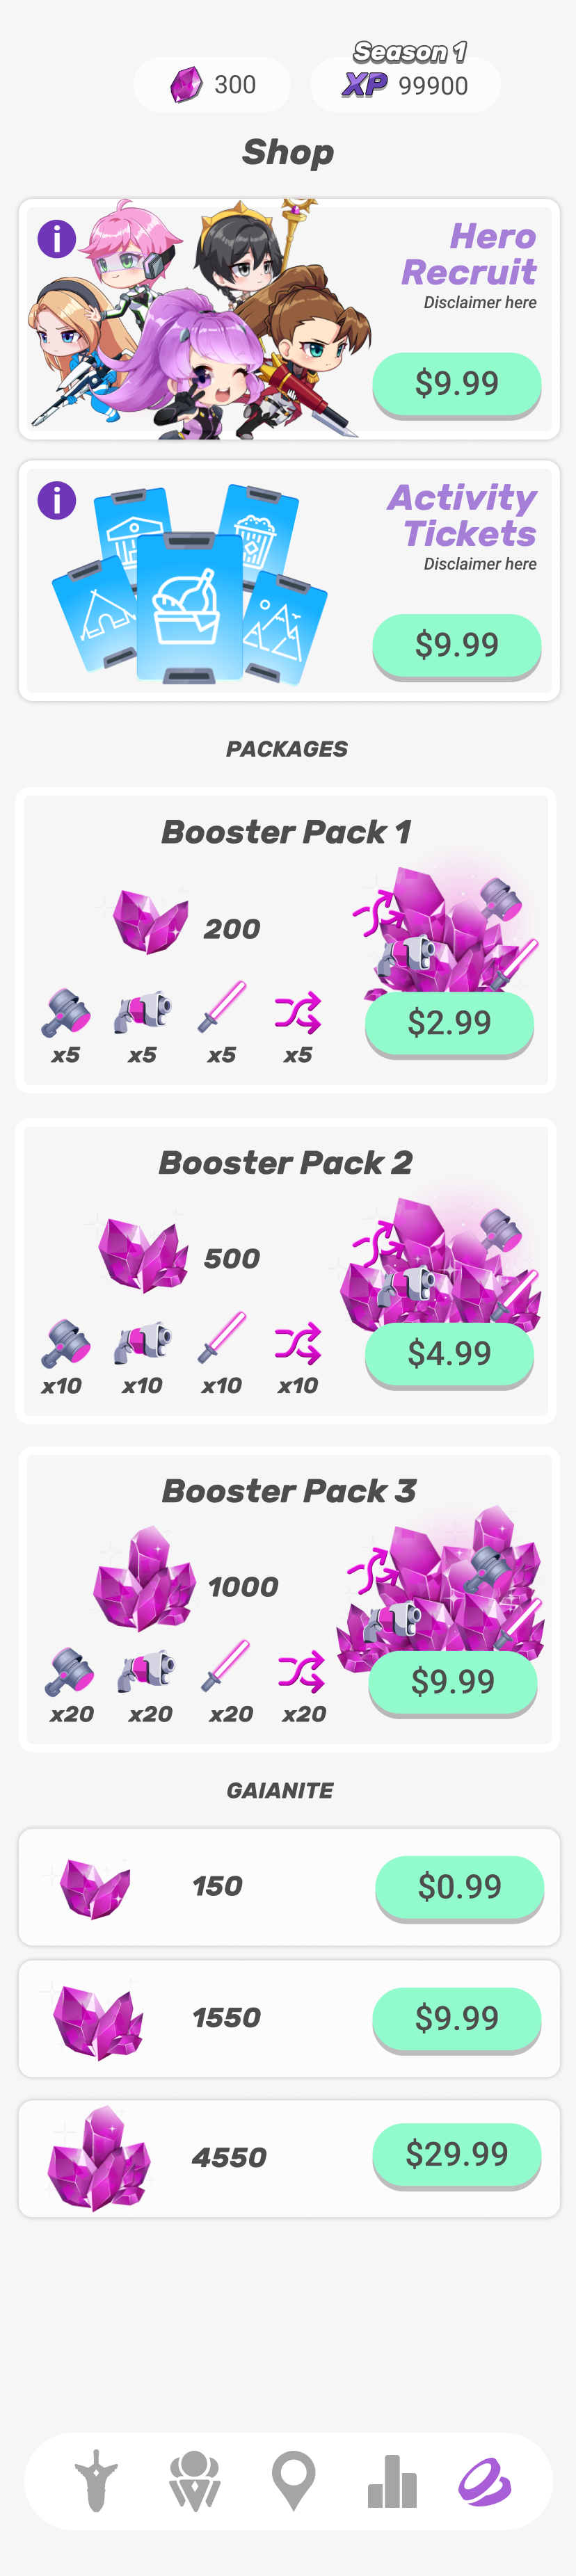 Season 1
300
XP 99900
Shop
i
Hero
Recruit
Disclaimer here
$9.99
i
Activity
Tickets
Disclaimer here
$9.99
PACKAGES
Booster Pack 1
200
x5 x5 x5 x5
$2.99
Booster Pack 2
500
x10 x10 x10 x10
$4.99
Booster Pack 3
1000
x20 x20 x20 x20
$9.99
GAIANITE
150 $0.99
1550 $9.99
4550 $29.99